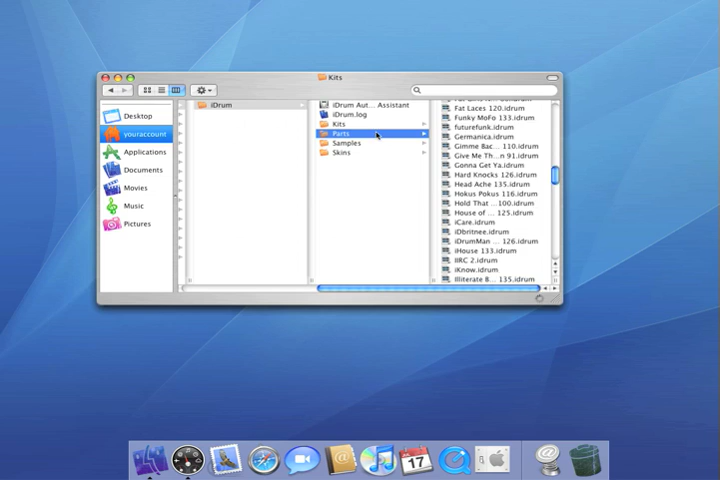 Kits
Desktop
youraccount
Applications
Documents
Movies
Music
Pictures
iDrum
iDrum Aut... Assistant
iDrum.log
Kits
Parts
Samples
Skins
Fat Laces 120.idrum
Funky MoFo 133.idrum
futurefunk.idrum
Germanica.idrum
Gimme Bac... 110.idrum
Give Me Th...n 91.idrum
Gonna Get Ya.idrum
Hard Knocks 126.idrum
Head Ache 135.idrum
Hokus Pokus 116.idrum
Hold That ...100.idrum
House of ... 125.idrum
iCare.idrum
iDbritnee.idrum
iDrumMan ... 126.idrum
iHouse 133.idrum
IIRC 2.idrum
iKnow.idrum
Illiterate B... 135.idrum
17